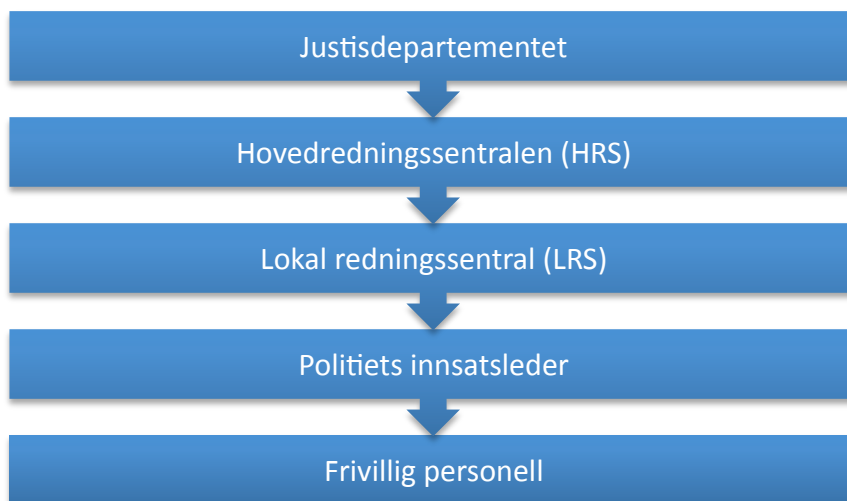 Justisdepartementet
Hovedredningssentralen (HRS)
Lokal redningssentral (LRS)
Politiets innsatsleder
Frivillig personell